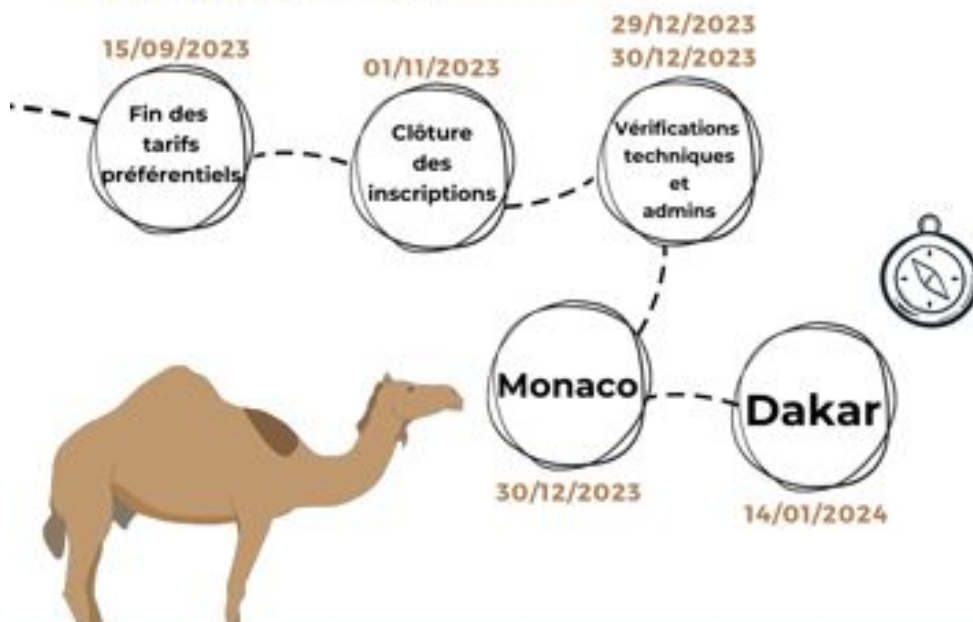 15/09/2023
Fin des
tarifs
préférentiels
01/11/2023
Clôture
des
inscriptions
29/12/2023
30/12/2023
Vérifications
techniques
et
admins
Monaco
30/12/2023
Dakar
14/01/2024